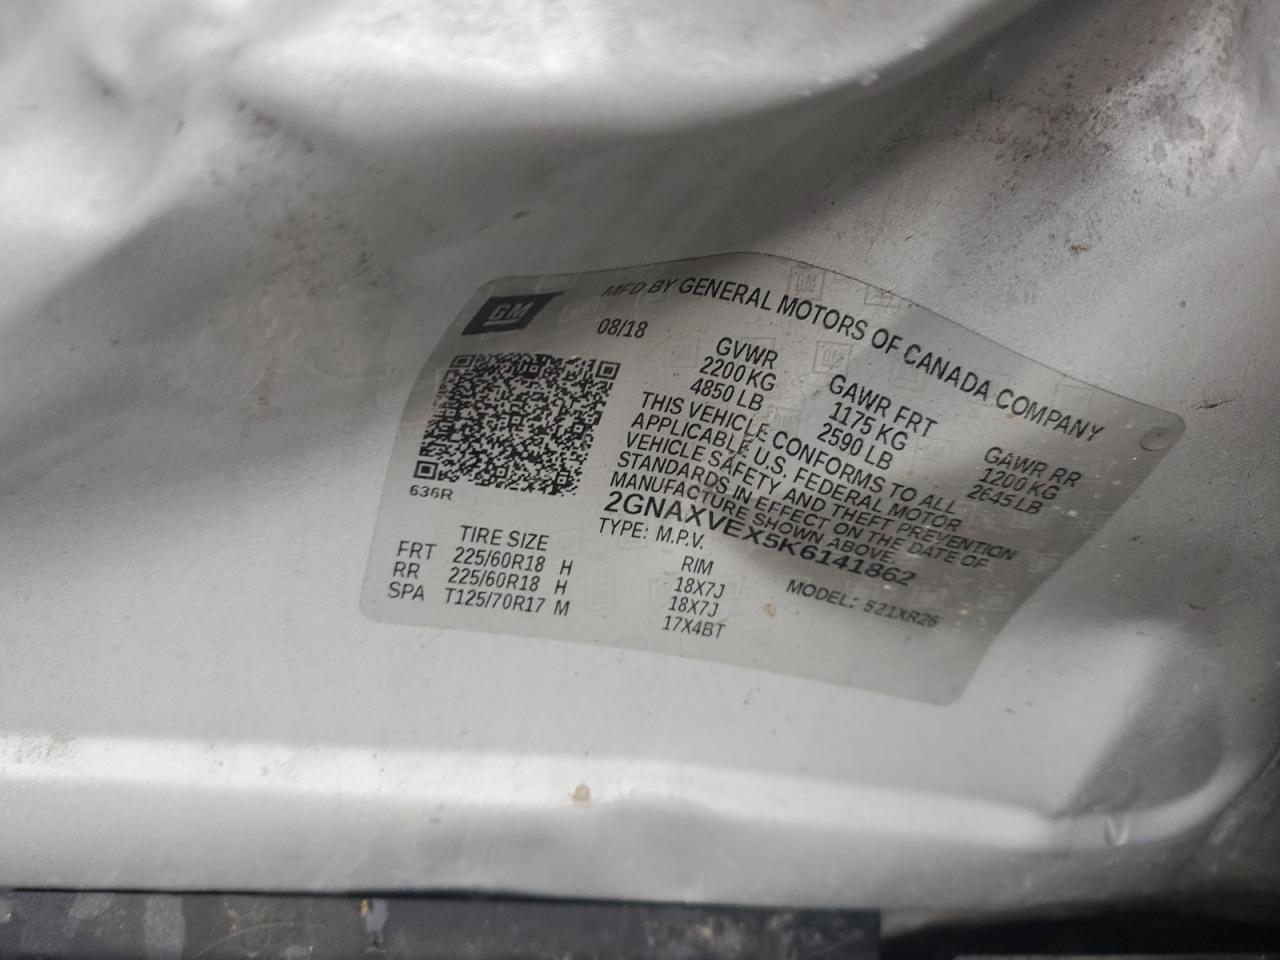 GM
MFD BY GENERAL MOTORS OF CANADA COMPANY
08/18
GVWR GAWR FRT GAWR RR
2200 KG 1175 KG 1200 KG
4850 LB 2590 LB 2645 LB
THIS VEHICLE CONFORMS TO ALL
APPLICABLE U.S. FEDERAL MOTOR
VEHICLE SAFETY AND THEFT PREVENTION
STANDARDS IN EFFECT ON THE DATE OF
MANUFACTURE SHOWN ABOVE.
2GNAXVEX5K6141862
636R
TYPE: M.P.V. MODEL: 521XR26
TIRE SIZE RIM
FRT 225/60R18 H 18X7J
RR 225/60R18 H 18X7J
SPA T125/70R17 M 17X4BT